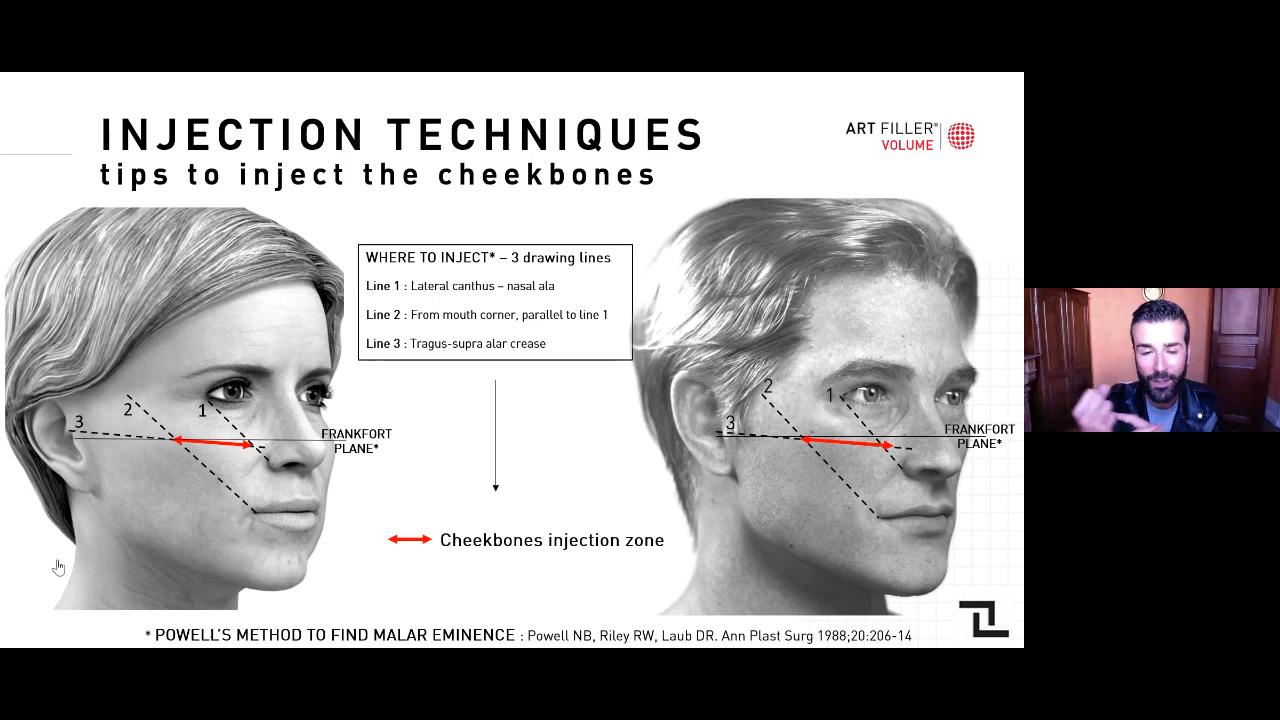 INJECTION TECHNIQUES
tips to inject the cheekbones
ART FILLER®
VOLUME
WHERE TO INJECT* – 3 drawing lines
Line 1 : Lateral canthus – nasal ala
Line 2 : From mouth corner, parallel to line 1
Line 3 : Tragus-supra alar crease
2
1
3
FRANKFORT
PLANE*
2
1
3
FRANKFORT
PLANE*
Cheekbones injection zone
* POWELL'S METHOD TO FIND MALAR EMINENCE : Powell NB, Riley RW, Laub DR. Ann Plast Surg 1988;20:206-14